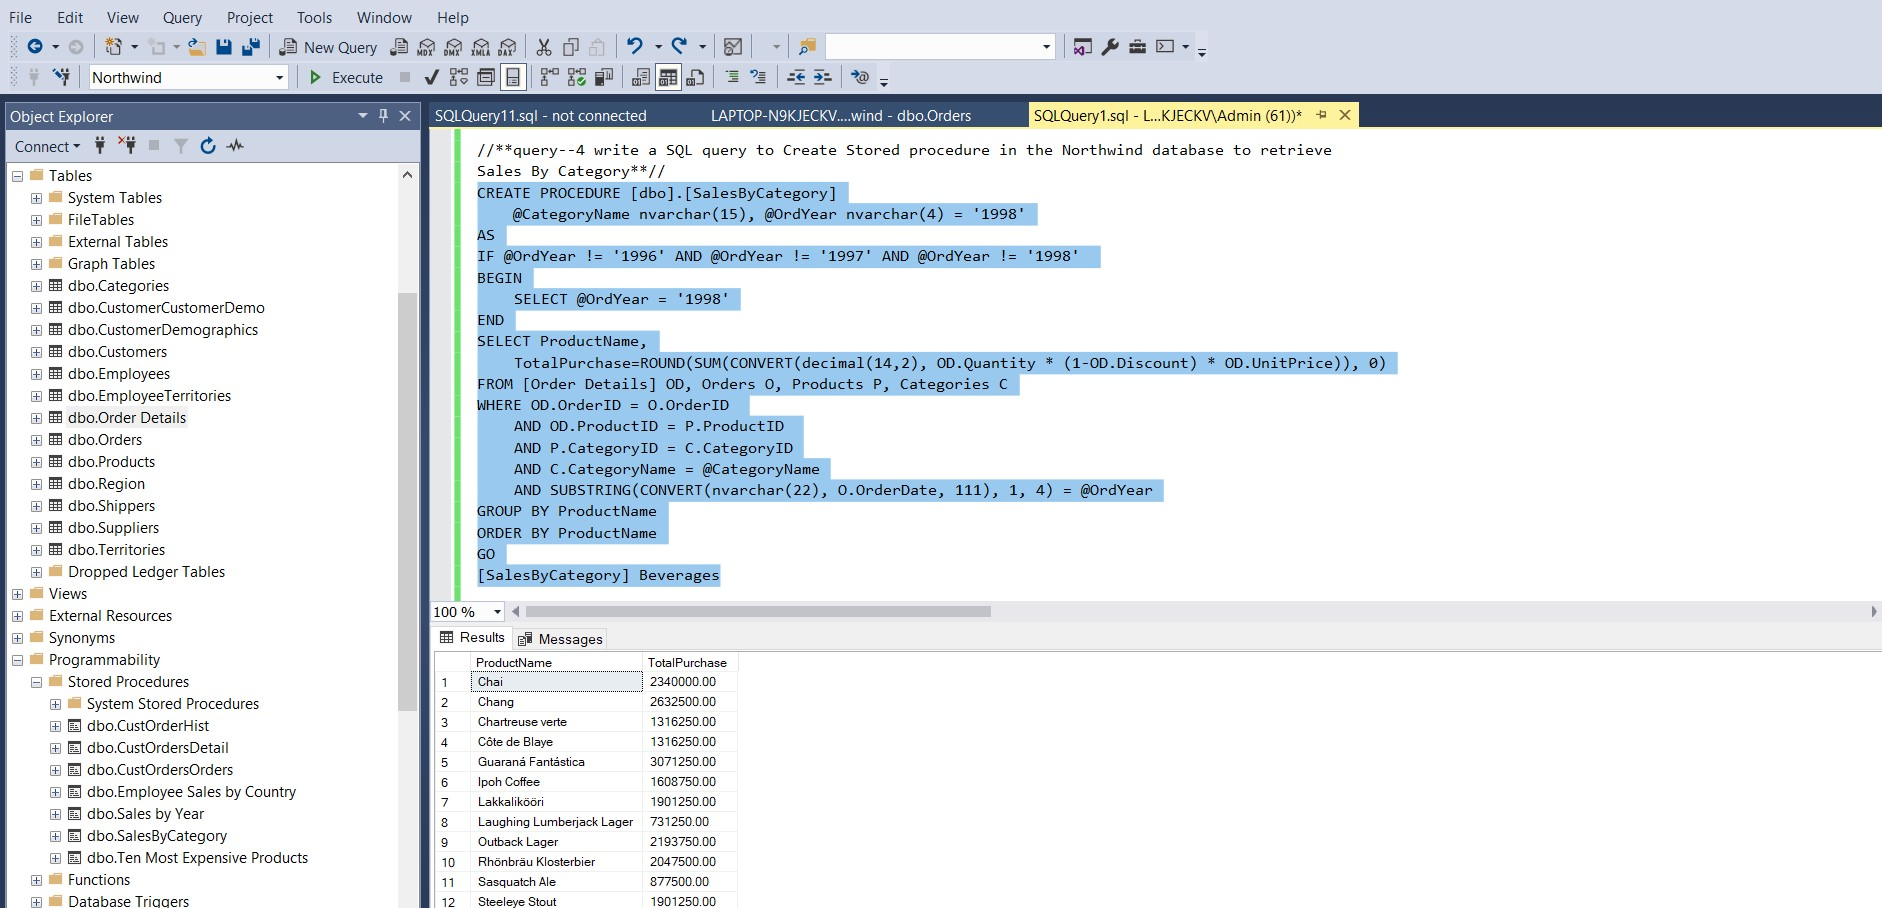 File Edit View Query Project Tools Window Help
New Query MDX DMX XMLA DAX
Northwind Execute
Object Explorer
Connect
Tables
System Tables
FileTables
External Tables
Graph Tables
dbo.Categories
dbo.CustomerCustomerDemo
dbo.CustomerDemographics
dbo.Customers
dbo.Employees
dbo.EmployeeTerritories
dbo.Order Details
dbo.Orders
dbo.Products
dbo.Region
dbo.Shippers
dbo.Suppliers
dbo.Territories
Dropped Ledger Tables
Views
External Resources
Synonyms
Programmability
Stored Procedures
System Stored Procedures
dbo.CustOrderHist
dbo.CustOrdersDetail
dbo.CustOrdersOrders
dbo.Employee Sales by Country
dbo.Sales by Year
dbo.SalesByCategory
dbo.Ten Most Expensive Products
Functions
Database Triggers
SQLQuery11.sql - not connected LAPTOP-N9KJECKV....wind - dbo.Orders SQLQuery1.sql - L...KJECKV\Admin (61))*
//**query--4 write a SQL query to Create Stored procedure in the Northwind database to retrieve
Sales By Category**//
CREATE PROCEDURE [dbo].[SalesByCategory]
@CategoryName nvarchar(15), @OrdYear nvarchar(4) = '1998'
AS
IF @OrdYear != '1996' AND @OrdYear != '1997' AND @OrdYear != '1998'
BEGIN
SELECT @OrdYear = '1998'
END
SELECT ProductName,
TotalPurchase=ROUND(SUM(CONVERT(decimal(14,2), OD.Quantity * (1-OD.Discount) * OD.UnitPrice)), 0)
FROM [Order Details] OD, Orders O, Products P, Categories C
WHERE OD.OrderID = O.OrderID
AND OD.ProductID = P.ProductID
AND P.CategoryID = C.CategoryID
AND C.CategoryName = @CategoryName
AND SUBSTRING(CONVERT(nvarchar(22), O.OrderDate, 111), 1, 4) = @OrdYear
GROUP BY ProductName
ORDER BY ProductName
GO
[SalesByCategory] Beverages
100 %
Results Messages
ProductName TotalPurchase
1 Chai 2340000.00
2 Chang 2632500.00
3 Chartreuse verte 1316250.00
4 Côte de Blaye 1316250.00
5 Guaraná Fantástica 3071250.00
6 Ipoh Coffee 1608750.00
7 Lakkalikööri 1901250.00
8 Laughing Lumberjack Lager 731250.00
9 Outback Lager 2193750.00
10 Rhönbräu Klosterbier 2047500.00
11 Sasquatch Ale 877500.00
12 Steeleye Stout 1901250.00